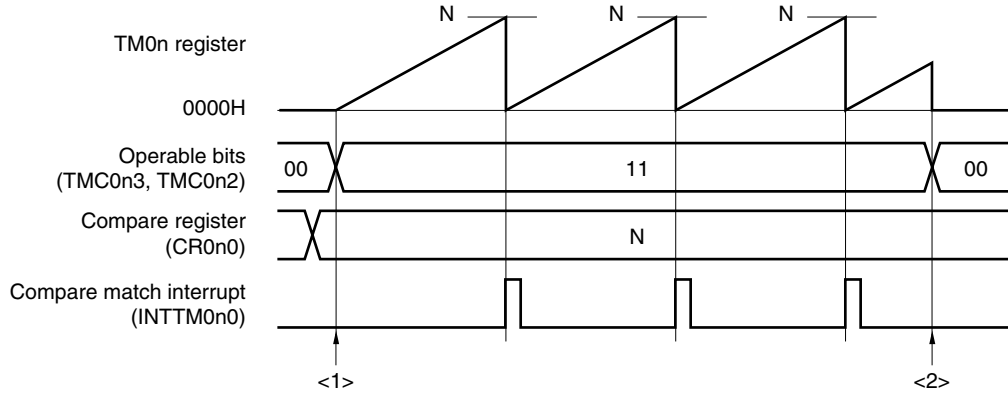 N N N
TM0n register
0000H
Operable bits
(TMC0n3, TMC0n2)
00 11 00
Compare register
(CR0n0)
N
Compare match interrupt
(INTTM0n0)
<1> <2>